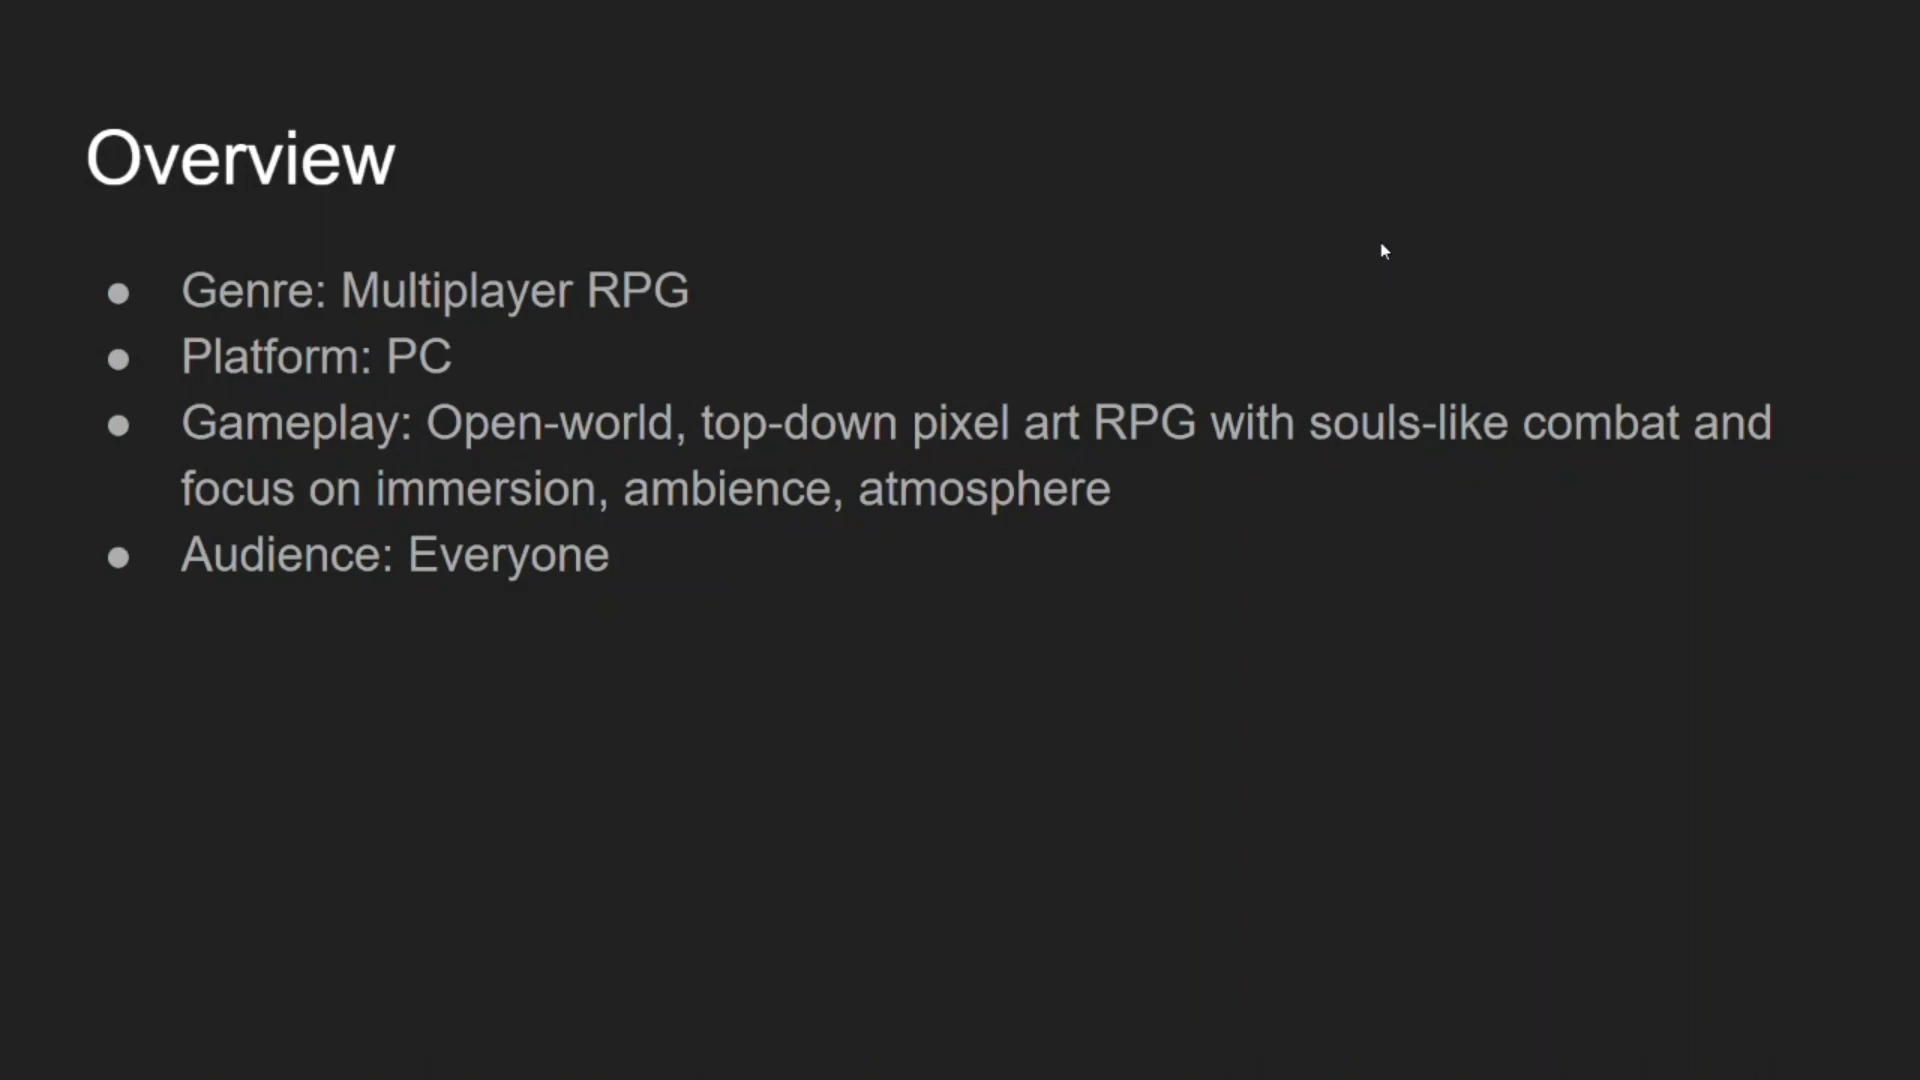 Overview
● Genre: Multiplayer RPG
● Platform: PC
● Gameplay: Open-world, top-down pixel art RPG with souls-like combat and
focus on immersion, ambience, atmosphere
● Audience: Everyone